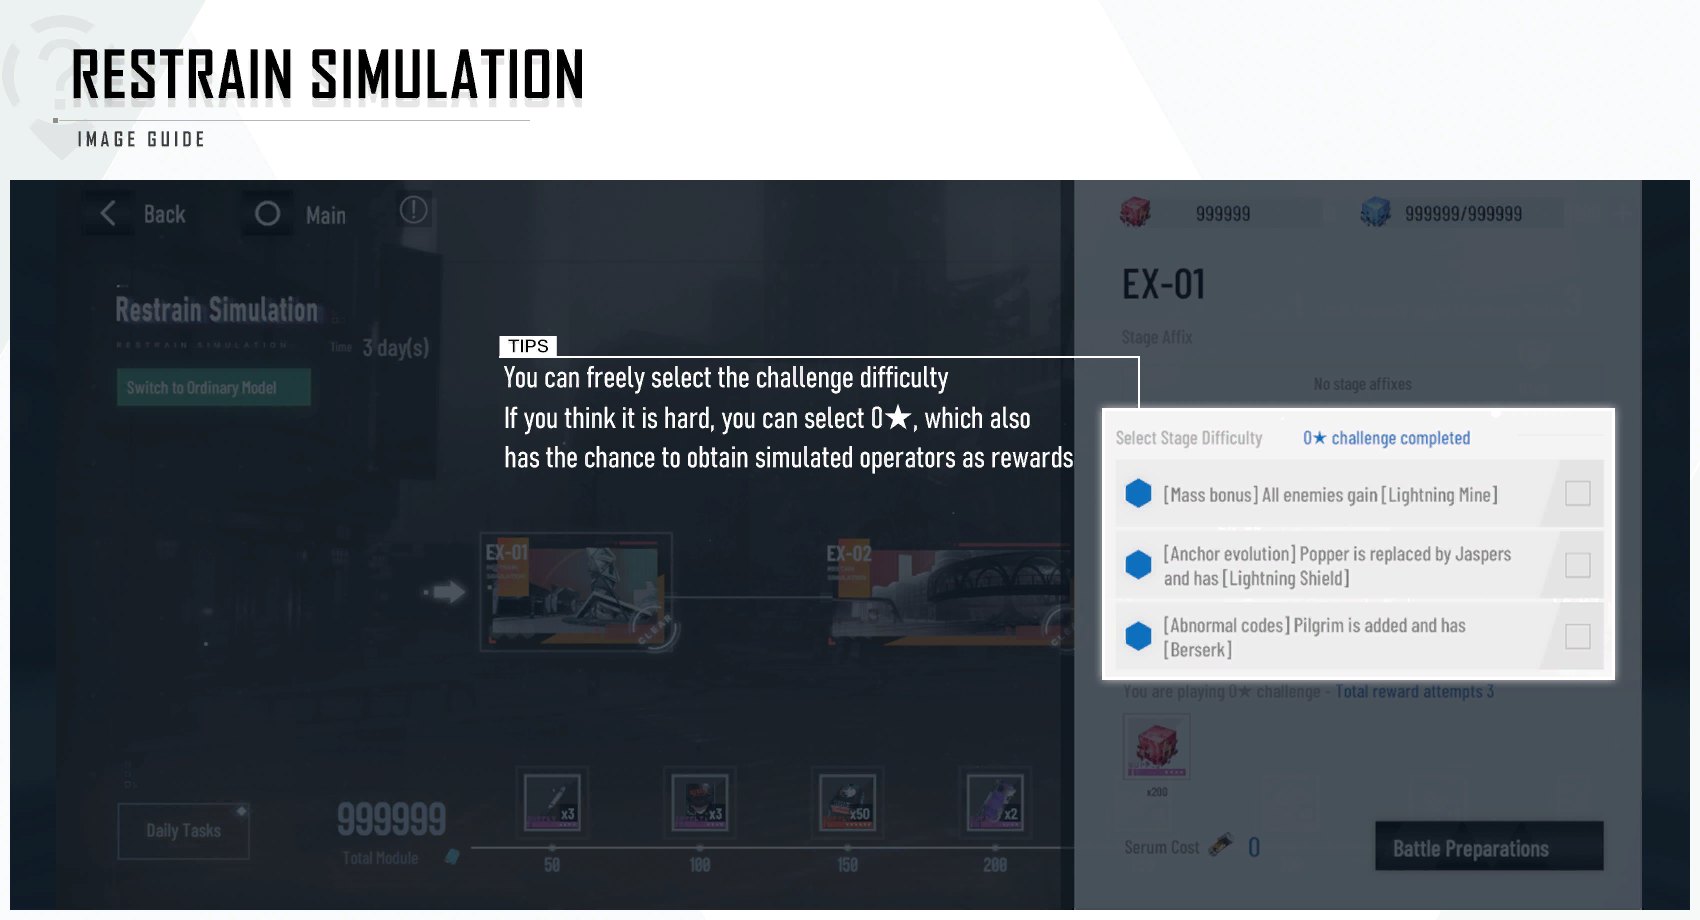 RESTRAIN SIMULATION
IMAGE GUIDE
Back
Main
999999
999999/999999
EX-01
Restrain Simulation
RESTRAIN SIMULATION
Time 3 day(s)
Switch to Ordinary Model
Stage Affix
No stage affixes
TIPS
You can freely select the challenge difficulty
If you think it is hard, you can select 0★, which also
has the chance to obtain simulated operators as rewards
Select Stage Difficulty 0★ challenge completed
[Mass bonus] All enemies gain [Lightning Mine]
[Anchor evolution] Popper is replaced by Jaspers
and has [Lightning Shield]
[Abnormal codes] Pilgrim is added and has
[Berserk]
EX-01
RESTRAIN
SIMULATION
CLEAR
EX-02
RESTRAIN
SIMULATION
You are playing 0★ challenge - Total reward attempts 3
x200
Daily Tasks
999999
Total Module
x3
x3
x50
x2
50
100
150
200
Serum Cost 0
Battle Preparations